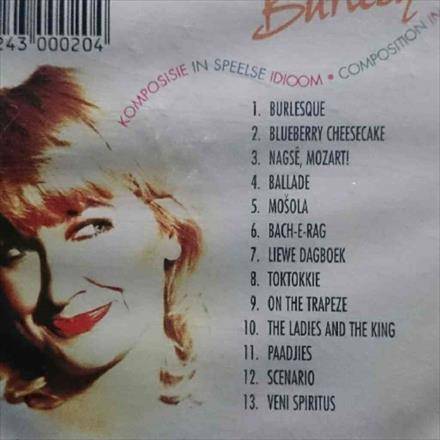 243 000204
KOMPOSISIE IN SPEELSE IDIOOM • COMPOSITION IN
1. BURLESQUE
2. BLUEBERRY CHEESECAKE
3. NAGSÊ, MOZART!
4. BALLADE
5. MOŠOLA
6. BACH-E-RAG
7. LIEWE DAGBOEK
8. TOKTOKKIE
9. ON THE TRAPEZE
10. THE LADIES AND THE KING
11. PAADJIES
12. SCENARIO
13. VENI SPIRITUS